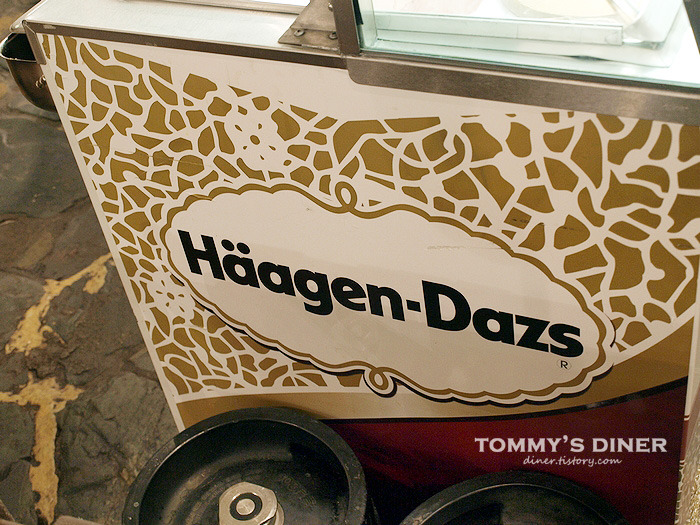 Häagen-Dazs
®
TOMMY'S DINER
diner.tistory.com